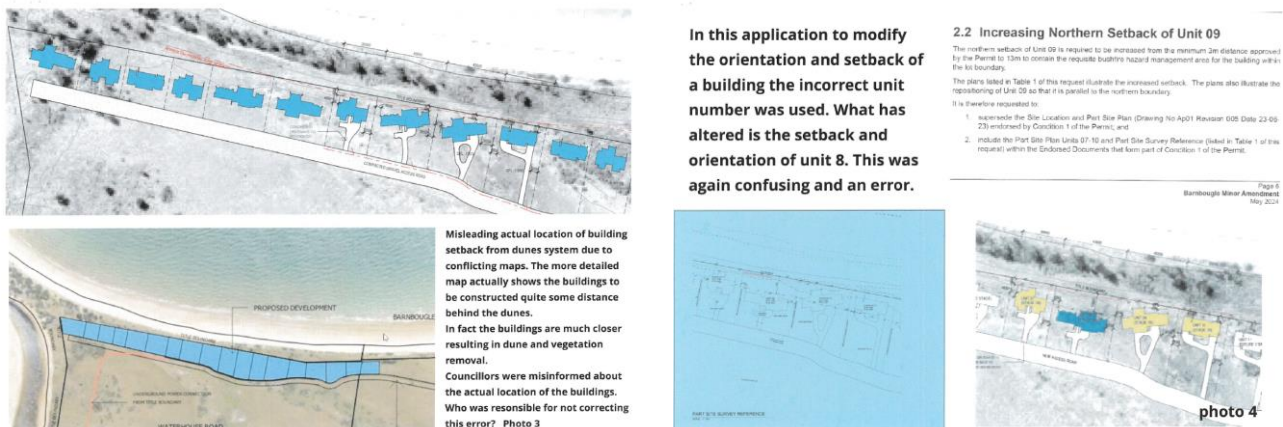 Misleading actual location of building
setback from dunes system due to
conflicting maps. The more detailed
map actually shows the buildings to
be constructed quite some distance
behind the dunes.
In fact the buildings are much closer
resulting in dune and vegetation
removal.
Councillors were misinformed about
the actual location of the buildings.
Who was resonsible for not correcting
this error? Photo 3
PROPOSED DEVELOPMENT
BARNBOUGLE
WATERHOUSE ROAD
In this application to modify
the orientation and setback of
a building the incorrect unit
number was used. What has
altered is the setback and
orientation of unit 8. This was
again confusing and an error.
2.2 Increasing Northern Setback of Unit 09
The northern setback of Unit 09 is required to be increased from the minimum 3m distance approved
by the Permit to 13m to contain the requisite bushfire hazard management area for the building within
the lot boundary.
The plans listed in Table 1 of this request illustrate the increased setback. The plans also illustrate the
repositioning of Unit 09 so that it is parallel to the northern boundary.
It is therefore requested to:
1. supersede the Site Location and Part Site Plan (Drawing No Ap01 Revision 005 Date 23-05-
23) endorsed by Condition 1 of the Permit; and
2. include the Part Site Plan Units 07-10 and Part Site Survey Reference (listed in Table 1 of this
request) within the Endorsed Documents that form part of Condition 1 of the Permit.
Page 6
Barnbougle Minor Amendment
May 2024
PART SITE SURVEY REFERENCE
photo 4